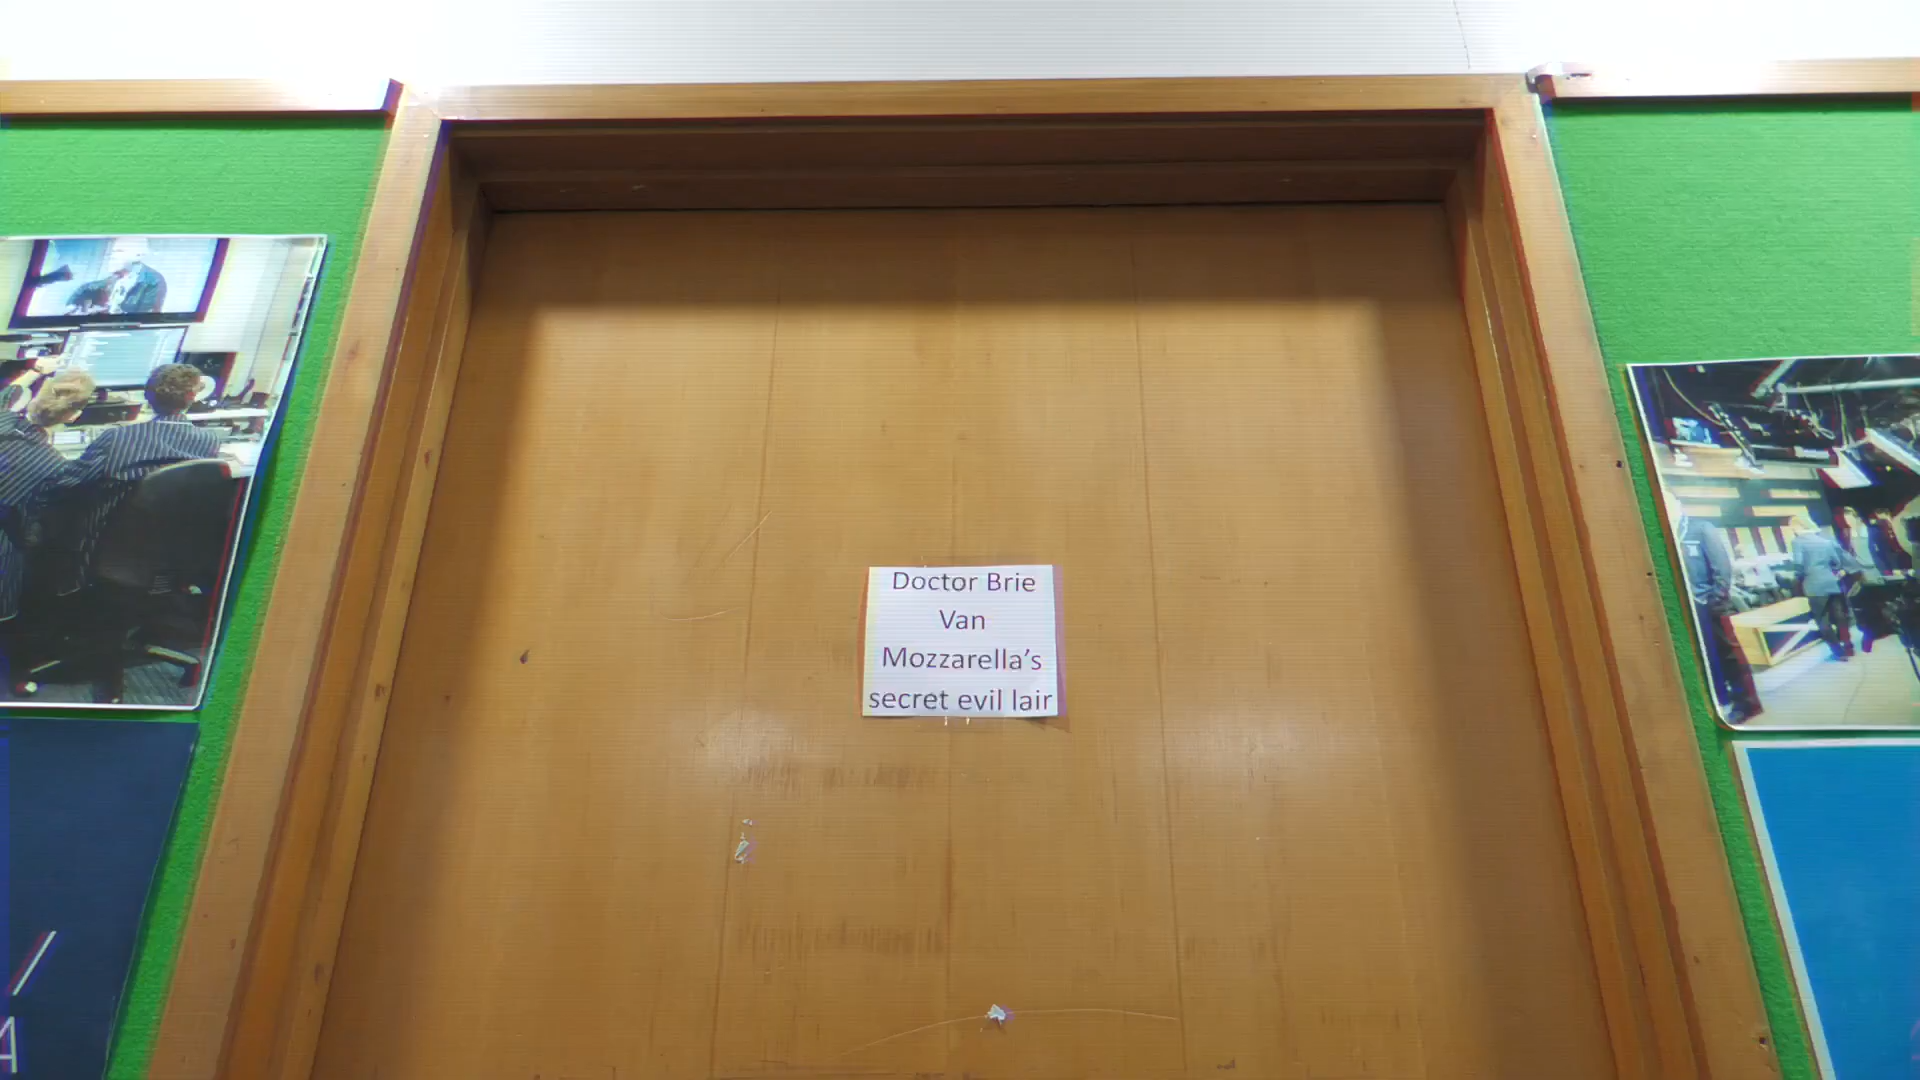 Doctor Brie
Van
Mozzarella’s
secret evil lair
A